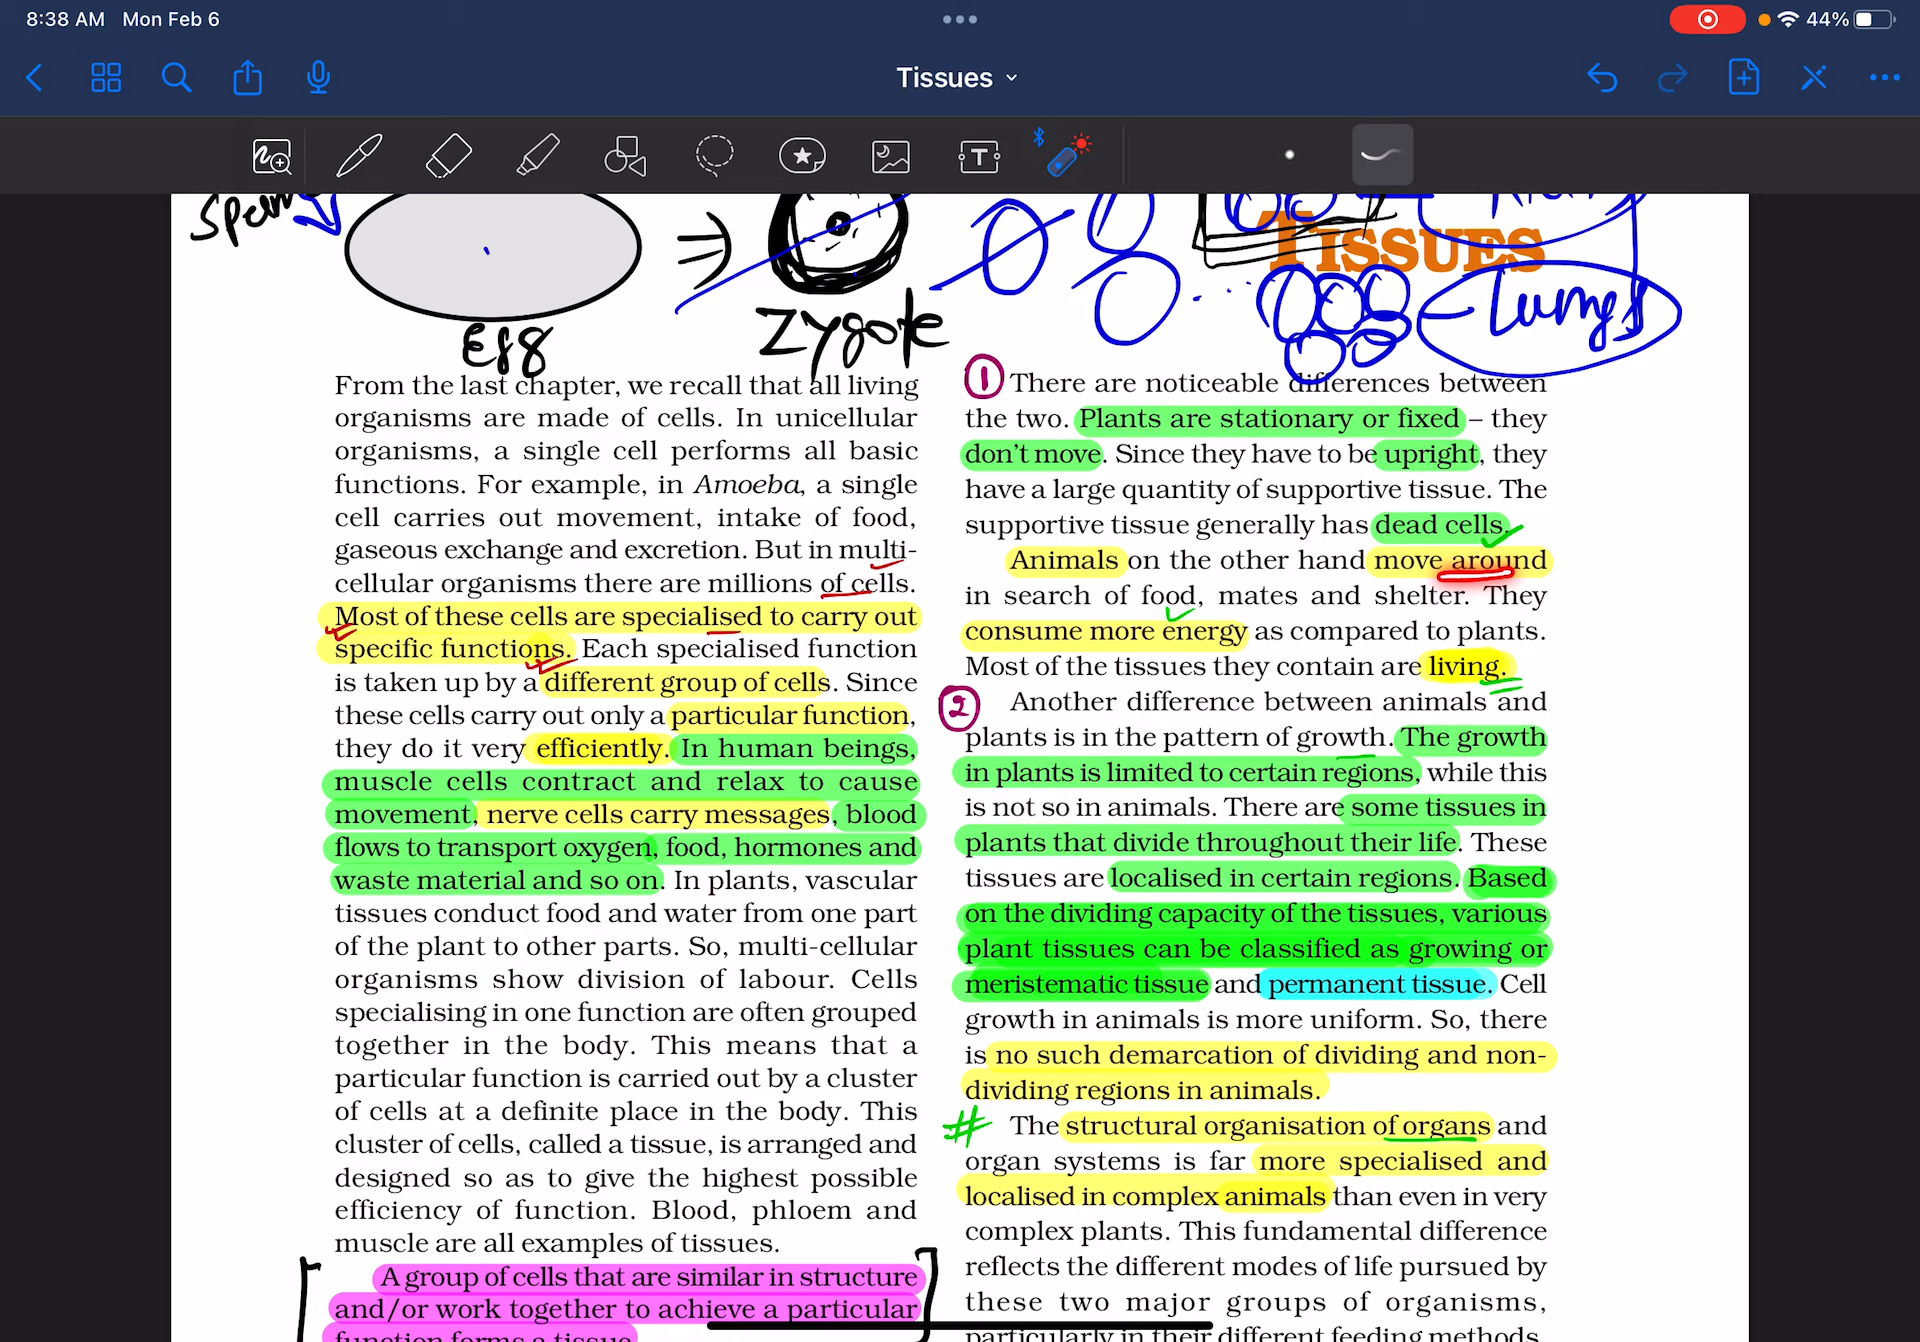 8:38 AM Mon Feb 6
44%
Tissues
Sperm
TISSUES
Egg
Zygote
Lungs
From the last chapter, we recall that all living
organisms are made of cells. In unicellular
organisms, a single cell performs all basic
functions. For example, in Amoeba, a single
cell carries out movement, intake of food,
gaseous exchange and excretion. But in multi-
cellular organisms there are millions of cells.
Most of these cells are specialised to carry out
specific functions. Each specialised function
is taken up by a different group of cells. Since
these cells carry out only a particular function,
they do it very efficiently. In human beings,
muscle cells contract and relax to cause
movement, nerve cells carry messages, blood
flows to transport oxygen, food, hormones and
waste material and so on. In plants, vascular
tissues conduct food and water from one part
of the plant to other parts. So, multi-cellular
organisms show division of labour. Cells
specialising in one function are often grouped
together in the body. This means that a
particular function is carried out by a cluster
of cells at a definite place in the body. This
cluster of cells, called a tissue, is arranged and
designed so as to give the highest possible
efficiency of function. Blood, phloem and
muscle are all examples of tissues.
A group of cells that are similar in structure
and/or work together to achieve a particular
function forms a tissue.
1 There are noticeable differences between
the two. Plants are stationary or fixed – they
don't move. Since they have to be upright, they
have a large quantity of supportive tissue. The
supportive tissue generally has dead cells.
Animals on the other hand move around
in search of food, mates and shelter. They
consume more energy as compared to plants.
Most of the tissues they contain are living.
2 Another difference between animals and
plants is in the pattern of growth. The growth
in plants is limited to certain regions, while this
is not so in animals. There are some tissues in
plants that divide throughout their life. These
tissues are localised in certain regions. Based
on the dividing capacity of the tissues, various
plant tissues can be classified as growing or
meristematic tissue and permanent tissue. Cell
growth in animals is more uniform. So, there
is no such demarcation of dividing and non-
dividing regions in animals.
# The structural organisation of organs and
organ systems is far more specialised and
localised in complex animals than even in very
complex plants. This fundamental difference
reflects the different modes of life pursued by
these two major groups of organisms,
particularly in their different feeding methods.